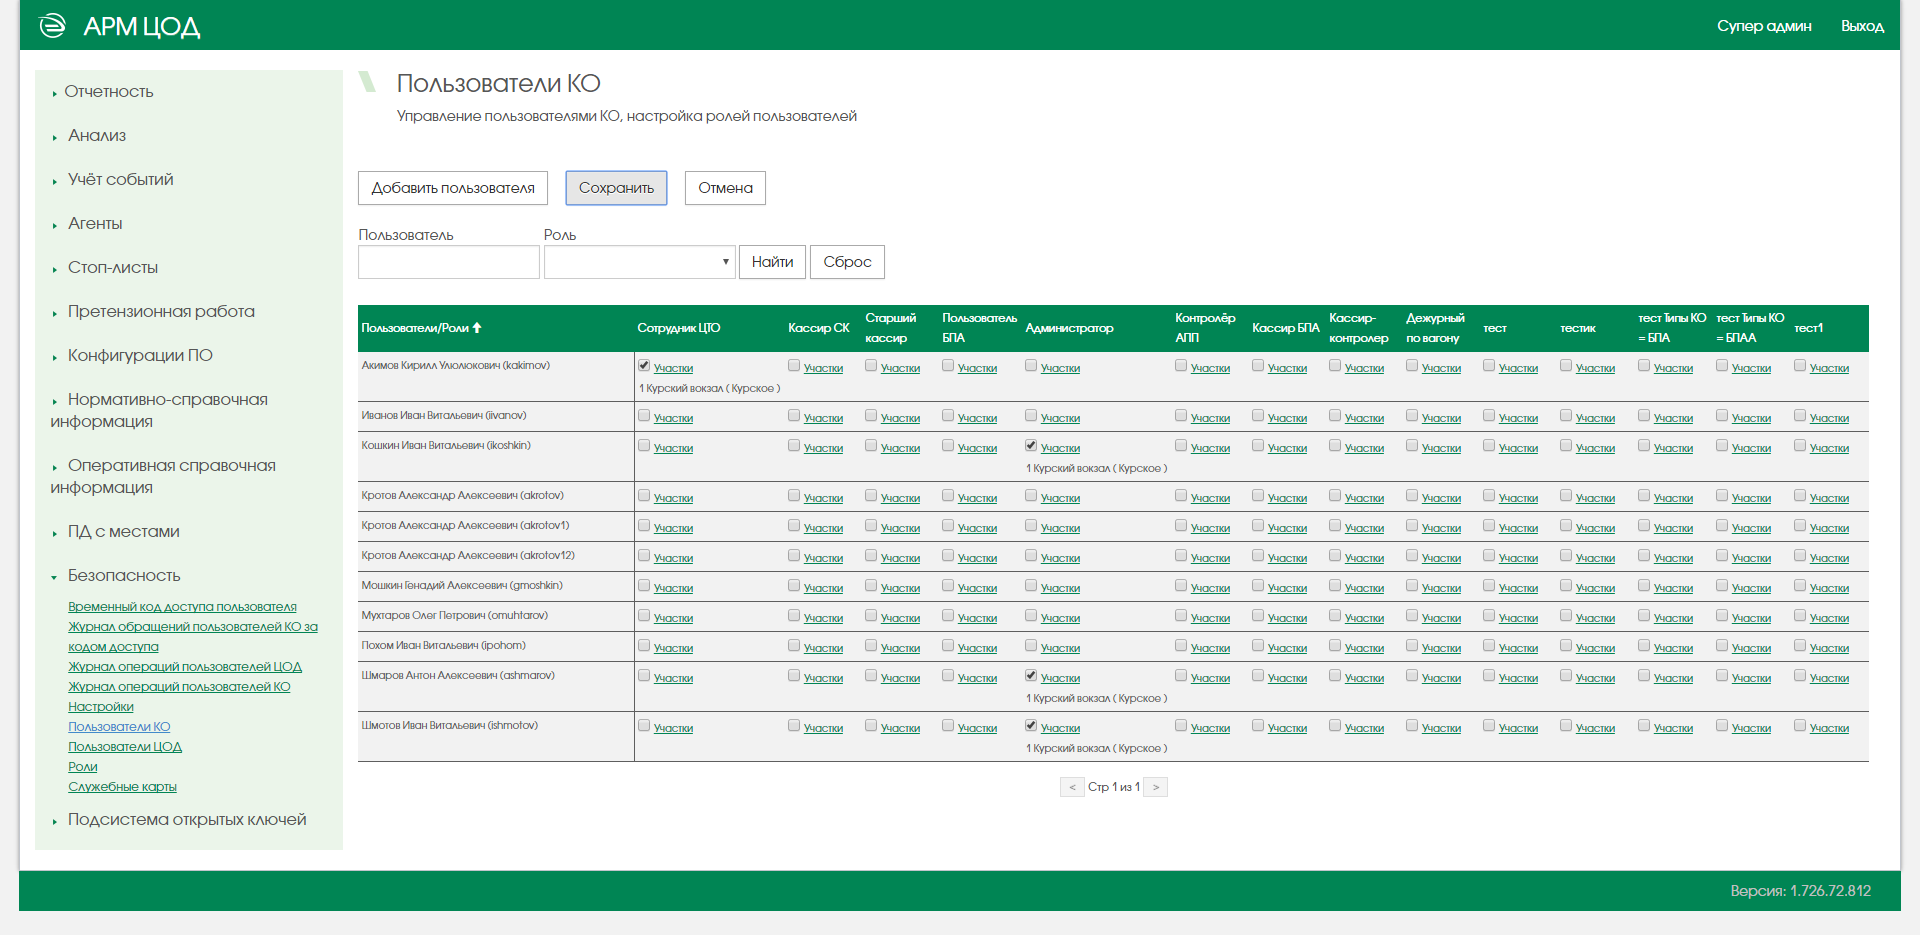 АРМ ЦОД
Супер админ
Выход
Отчетность
Анализ
Учёт событий
Агенты
Стоп-листы
Претензионная работа
Конфигурации ПО
Нормативно-справочная
информация
Оперативная справочная
информация
ПД с местами
Безопасность
Временный код доступа пользователя
Журнал обращений пользователей КО за
кодом доступа
Журнал операций пользователей ЦОД
Журнал операций пользователей КО
Настройки
Пользователи КО
Пользователи ЦОД
Роли
Служебные карты
Подсистема открытых ключей
Пользователи КО
Управление пользователями КО, настройка ролей пользователей
Добавить пользователя Сохранить Отмена
Пользователь Роль
Найти Сброс
Пользователи/Роли Сотрудник ЦТО Кассир СК Старший кассир Пользователь БПА Администратор Контролёр АПП Кассир БПА Кассир-контролер Дежурный по вагону тест тестик тест Типы КО = БПА тест Типы КО = БПАА тест1
Акимов Кирилл Улюлюкович (kakimov) Участки Участки Участки Участки Участки Участки Участки Участки Участки Участки Участки Участки Участки Участки
1 Курский вокзал ( Курское )
Иванов Иван Витальевич (iivanov) Участки Участки Участки Участки Участки Участки Участки Участки Участки Участки Участки Участки Участки Участки
Кошкин Иван Витальевич (ikoshkin) Участки Участки Участки Участки Участки Участки Участки Участки Участки Участки Участки Участки Участки Участки
1 Курский вокзал ( Курское )
Кротов Александр Алексеевич (akrotov) Участки Участки Участки Участки Участки Участки Участки Участки Участки Участки Участки Участки Участки Участки
Кротов Александр Алексеевич (akrotov1) Участки Участки Участки Участки Участки Участки Участки Участки Участки Участки Участки Участки Участки Участки
Кротов Александр Алексеевич (akrotov12) Участки Участки Участки Участки Участки Участки Участки Участки Участки Участки Участки Участки Участки Участки
Мошкин Генадий Алексеевич (gmoshkin) Участки Участки Участки Участки Участки Участки Участки Участки Участки Участки Участки Участки Участки Участки
Мухтаров Олег Петрович (omuhtarov) Участки Участки Участки Участки Участки Участки Участки Участки Участки Участки Участки Участки Участки Участки
Похом Иван Витальевич (ipohom) Участки Участки Участки Участки Участки Участки Участки Участки Участки Участки Участки Участки Участки Участки
Шмаров Антон Алексеевич (ashmarov) Участки Участки Участки Участки Участки Участки Участки Участки Участки Участки Участки Участки Участки Участки
1 Курский вокзал ( Курское )
Шмотов Иван Витальевич (ishmotov) Участки Участки Участки Участки Участки Участки Участки Участки Участки Участки Участки Участки Участки Участки
1 Курский вокзал ( Курское )
< Стр 1 из 1 >
Версия: 1.726.72.812